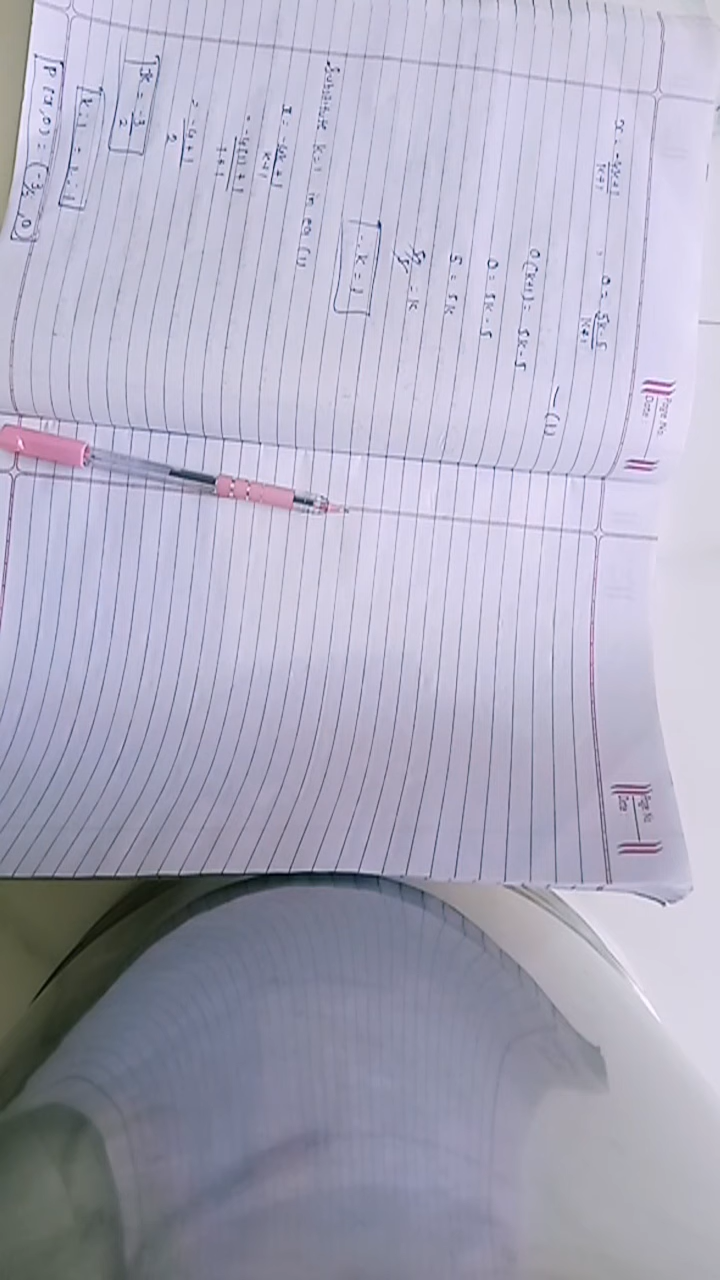 Page No.
Date:
x = -4k+1/k+1 , 0 = 5k-5/k+1
— (1)
0(k+1) = 5k-5
0 = 5k-5
5 = 5k
5/5 = k
∴ k = 1
Substitute k=1 in eq (1)
x = -4k+1/k+1
= -4(1)+1/1+1
= -4+1/2
x = -3/2
k:1 = 1:1
P(x,0) = (-3/2, 0)
Page No.
Date